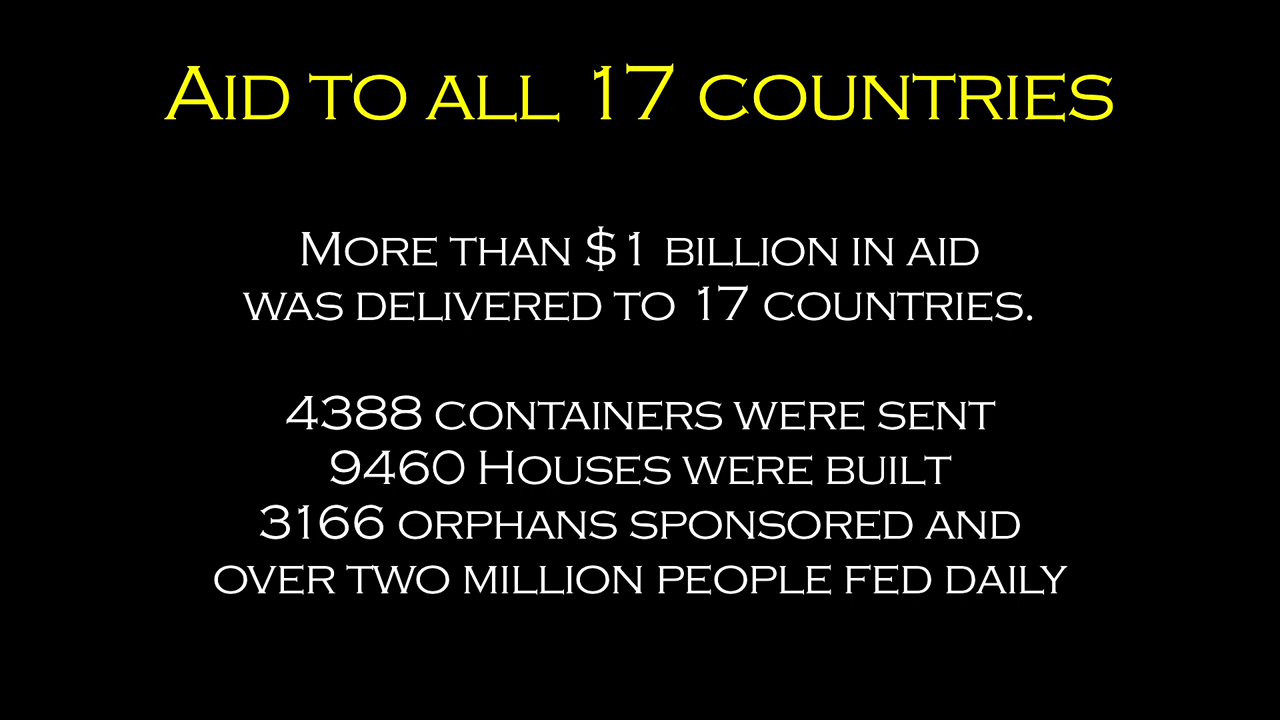 Aid to all 17 countries
More than $1 billion in aid
was delivered to 17 countries.
4388 containers were sent
9460 Houses were built
3166 orphans sponsored and
over two million people fed daily